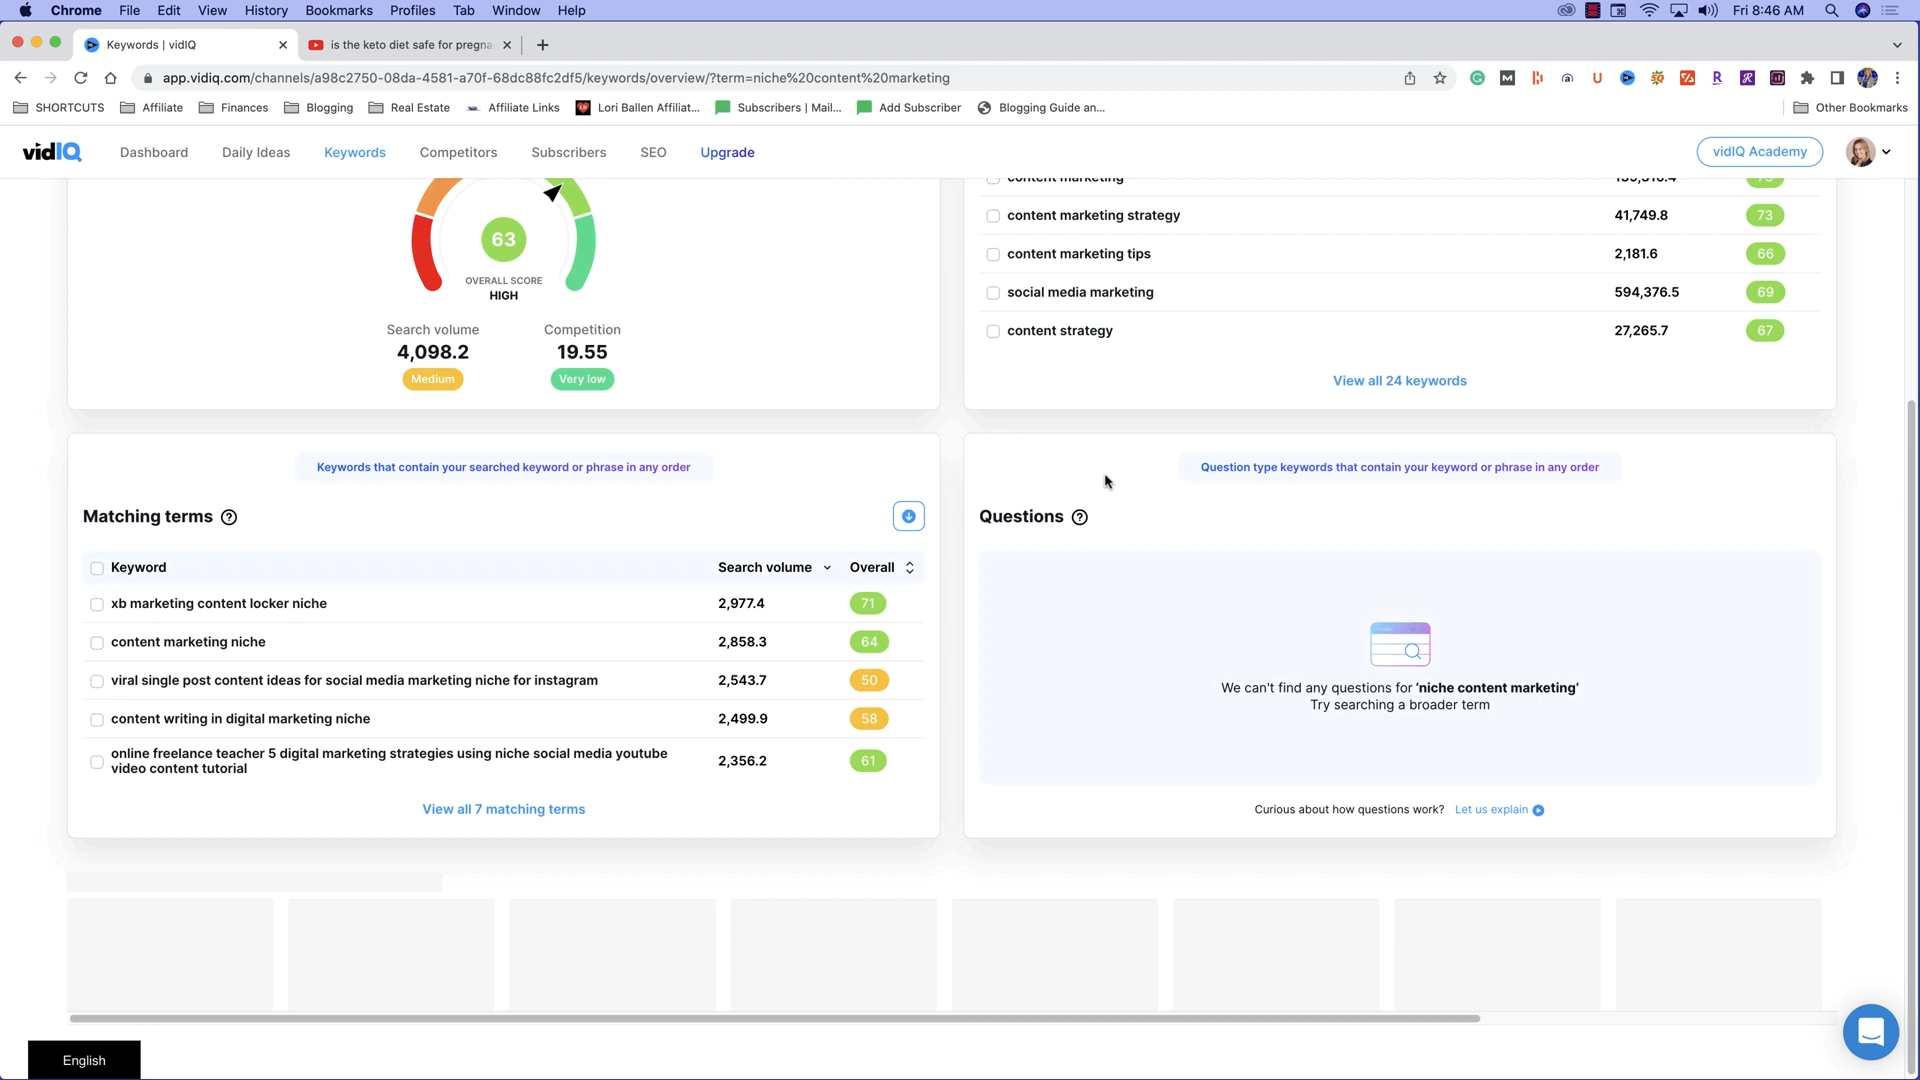 Chrome File Edit View History Bookmarks Profiles Tab Window Help Fri 8:46 AM
Keywords | vidIQ
is the keto diet safe for pregna
app.vidiq.com/channels/a98c2750-08da-4581-a70f-68dc88fc2df5/keywords/overview/?term=niche%20content%20marketing
SHORTCUTS Affiliate Finances Blogging Real Estate Affiliate Links Lori Ballen Affiliat... Subscribers | Mail... Add Subscriber Blogging Guide an... Other Bookmarks
vidIQ Dashboard Daily Ideas Keywords Competitors Subscribers SEO Upgrade vidIQ Academy
63
OVERALL SCORE
HIGH
Search volume Competition
4,098.2 19.55
Medium Very low
content marketing
content marketing strategy 41,749.8 73
content marketing tips 2,181.6 66
social media marketing 594,376.5 69
content strategy 27,265.7 67
View all 24 keywords
Keywords that contain your searched keyword or phrase in any order
Matching terms ?
Keyword Search volume Overall
xb marketing content locker niche 2,977.4 71
content marketing niche 2,858.3 64
viral single post content ideas for social media marketing niche for instagram 2,543.7 50
content writing in digital marketing niche 2,499.9 58
online freelance teacher 5 digital marketing strategies using niche social media youtube
video content tutorial 2,356.2 61
View all 7 matching terms
Question type keywords that contain your keyword or phrase in any order
Questions ?
We can't find any questions for 'niche content marketing'
Try searching a broader term
Curious about how questions work? Let us explain
English